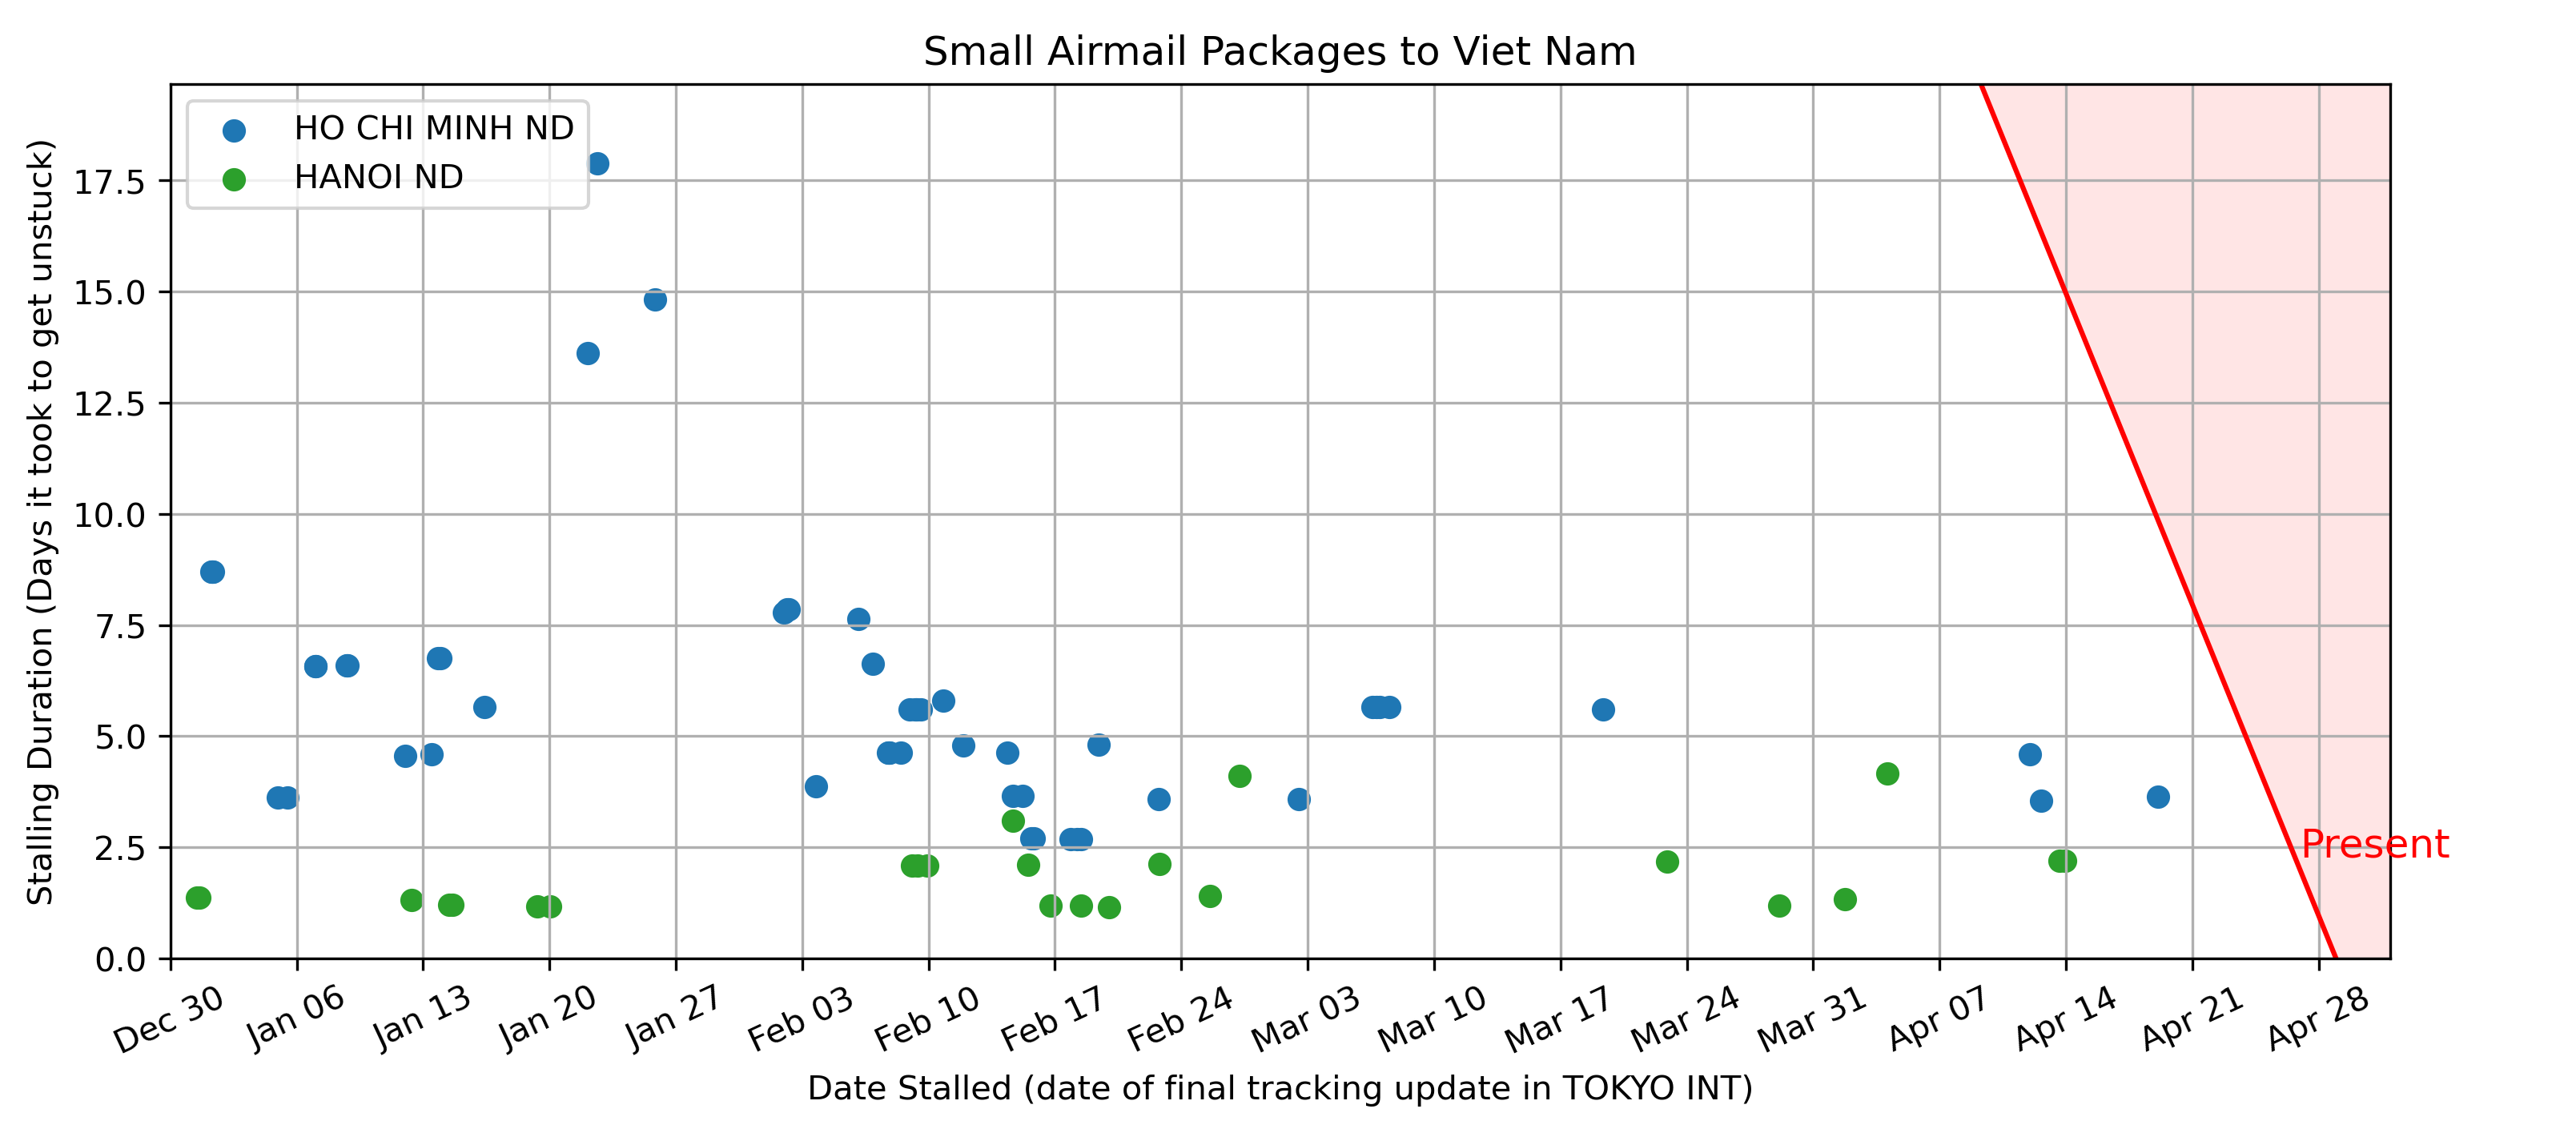 Small Airmail Packages to Viet Nam
HO CHI MINH ND
HANOI ND
Stalling Duration (Days it took to get unstuck)
17.5
15.0
12.5
10.0
7.5
5.0
2.5
0.0
Present
Dec 30
Jan 06
Jan 13
Jan 20
Jan 27
Feb 03
Feb 10
Feb 17
Feb 24
Mar 03
Mar 10
Mar 17
Mar 24
Mar 31
Apr 07
Apr 14
Apr 21
Apr 28
Date Stalled (date of final tracking update in TOKYO INT)